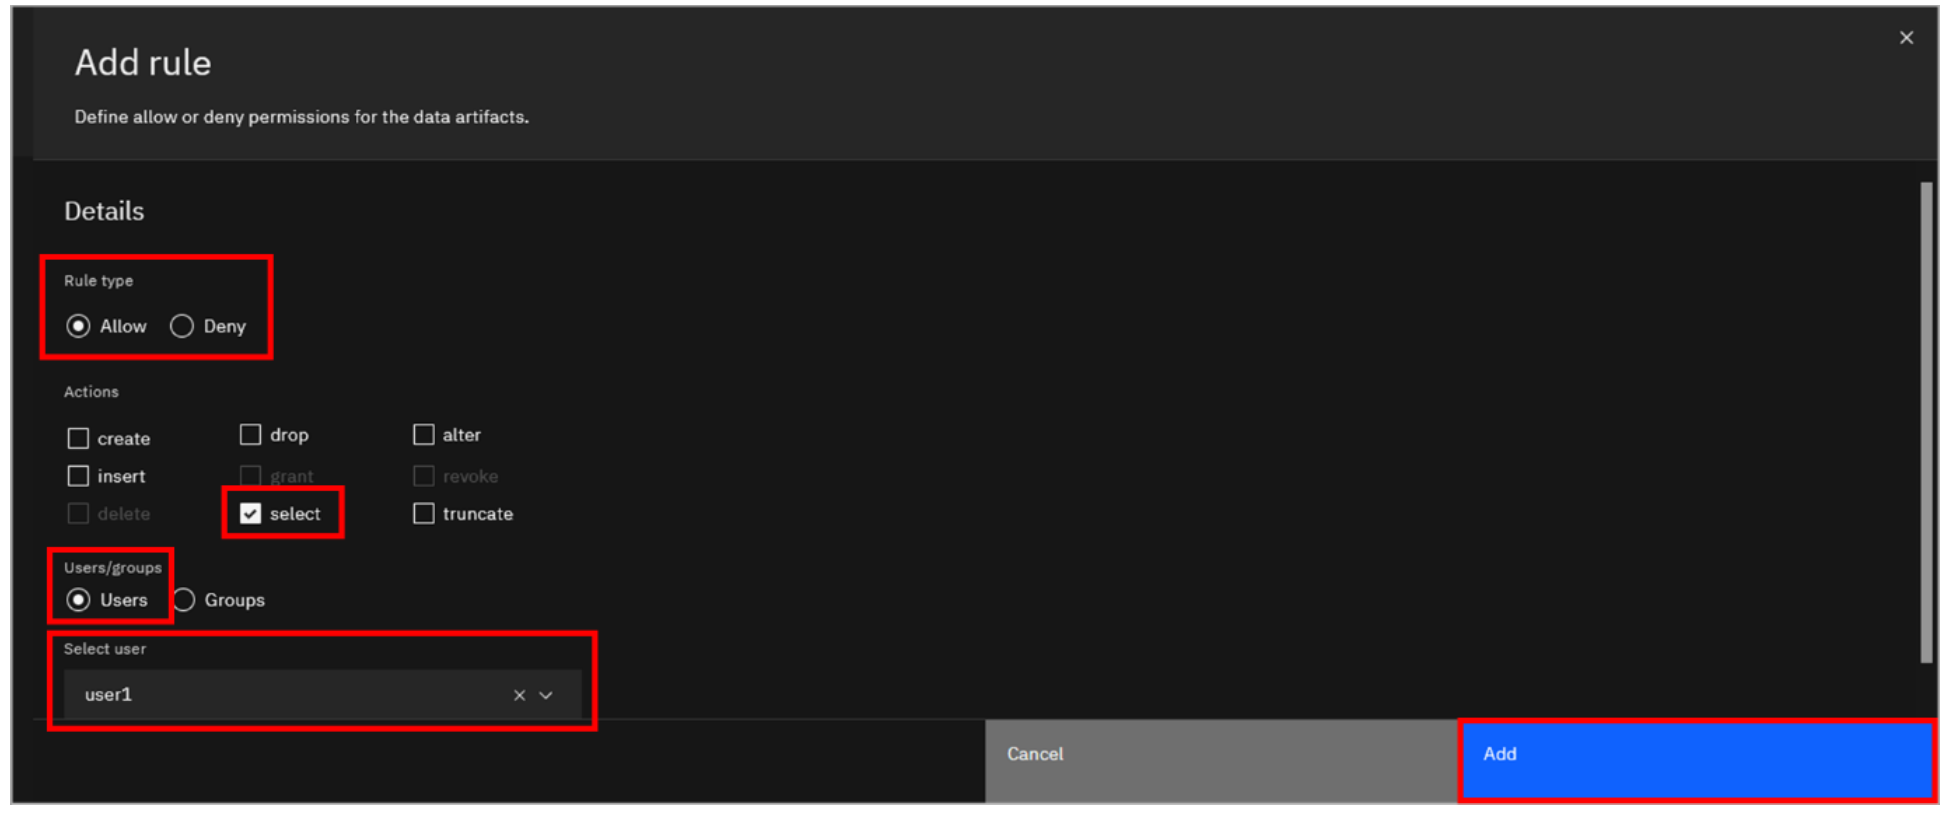 Add rule
Define allow or deny permissions for the data artifacts.
Details
Rule type
Allow Deny
Actions
create drop alter
insert grant revoke
delete select truncate
Users/groups
Users Groups
Select user
user1
Cancel Add